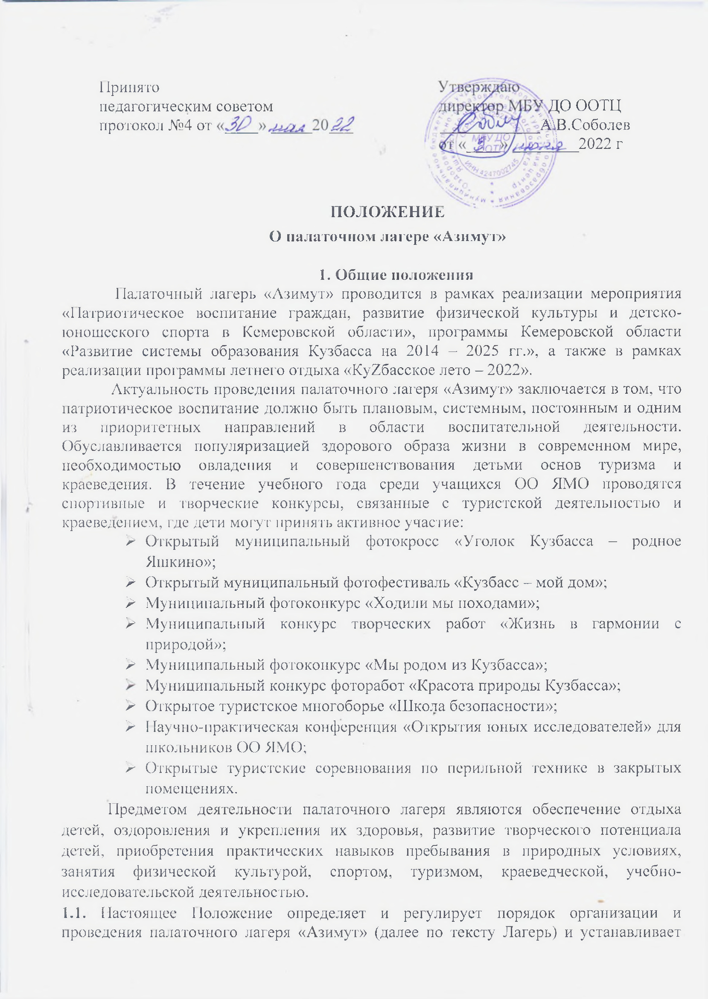 Принято
педагогическим советом
протокол №4 от «30» мая 2022
Утверждаю
директор МБУ ДО ООТЦ
А.В.Соболев
от « » июня 2022 г
МБУ ДО
ООТЦ
ИНН 4247002745
ПОЛОЖЕНИЕ
О палаточном лагере «Азимут»
1. Общие положения
Палаточный лагерь «Азимут» проводится в рамках реализации мероприятия
«Патриотическое воспитание граждан, развитие физической культуры и детско-
юношеского спорта в Кемеровской области», программы Кемеровской области
«Развитие системы образования Кузбасса на 2014 – 2025 гг.», а также в рамках
реализации программы летнего отдыха «КуZбасское лето – 2022».
Актуальность проведения палаточного лагеря «Азимут» заключается в том, что
патриотическое воспитание должно быть плановым, системным, постоянным и одним
из приоритетных направлений в области воспитательной деятельности.
Обуславливается популяризацией здорового образа жизни в современном мире,
необходимостью овладения и совершенствования детьми основ туризма и
краеведения. В течение учебного года среди учащихся ОО ЯМО проводятся
спортивные и творческие конкурсы, связанные с туристской деятельностью и
краеведением, где дети могут принять активное участие:
➢ Открытый муниципальный фотокросс «Уголок Кузбасса – родное
Яшкино»;
➢ Открытый муниципальный фотофестиваль «Кузбасс – мой дом»;
➢ Муниципальный фотоконкурс «Ходили мы походами»;
➢ Муниципальный конкурс творческих работ «Жизнь в гармонии с
природой»;
➢ Муниципальный фотоконкурс «Мы родом из Кузбасса»;
➢ Муниципальный конкурс фоторабот «Красота природы Кузбасса»;
➢ Открытое туристское многоборье «Школа безопасности»;
➢ Научно-практическая конференция «Открытия юных исследователей» для
школьников ОО ЯМО;
➢ Открытые туристские соревнования по перильной технике в закрытых
помещениях.
Предметом деятельности палаточного лагеря являются обеспечение отдыха
детей, оздоровления и укрепления их здоровья, развитие творческого потенциала
детей, приобретения практических навыков пребывания в природных условиях,
занятия физической культурой, спортом, туризмом, краеведческой, учебно-
исследовательской деятельностью.
1.1. Настоящее Положение определяет и регулирует порядок организации и
проведения палаточного лагеря «Азимут» (далее по тексту Лагерь) и устанавливает